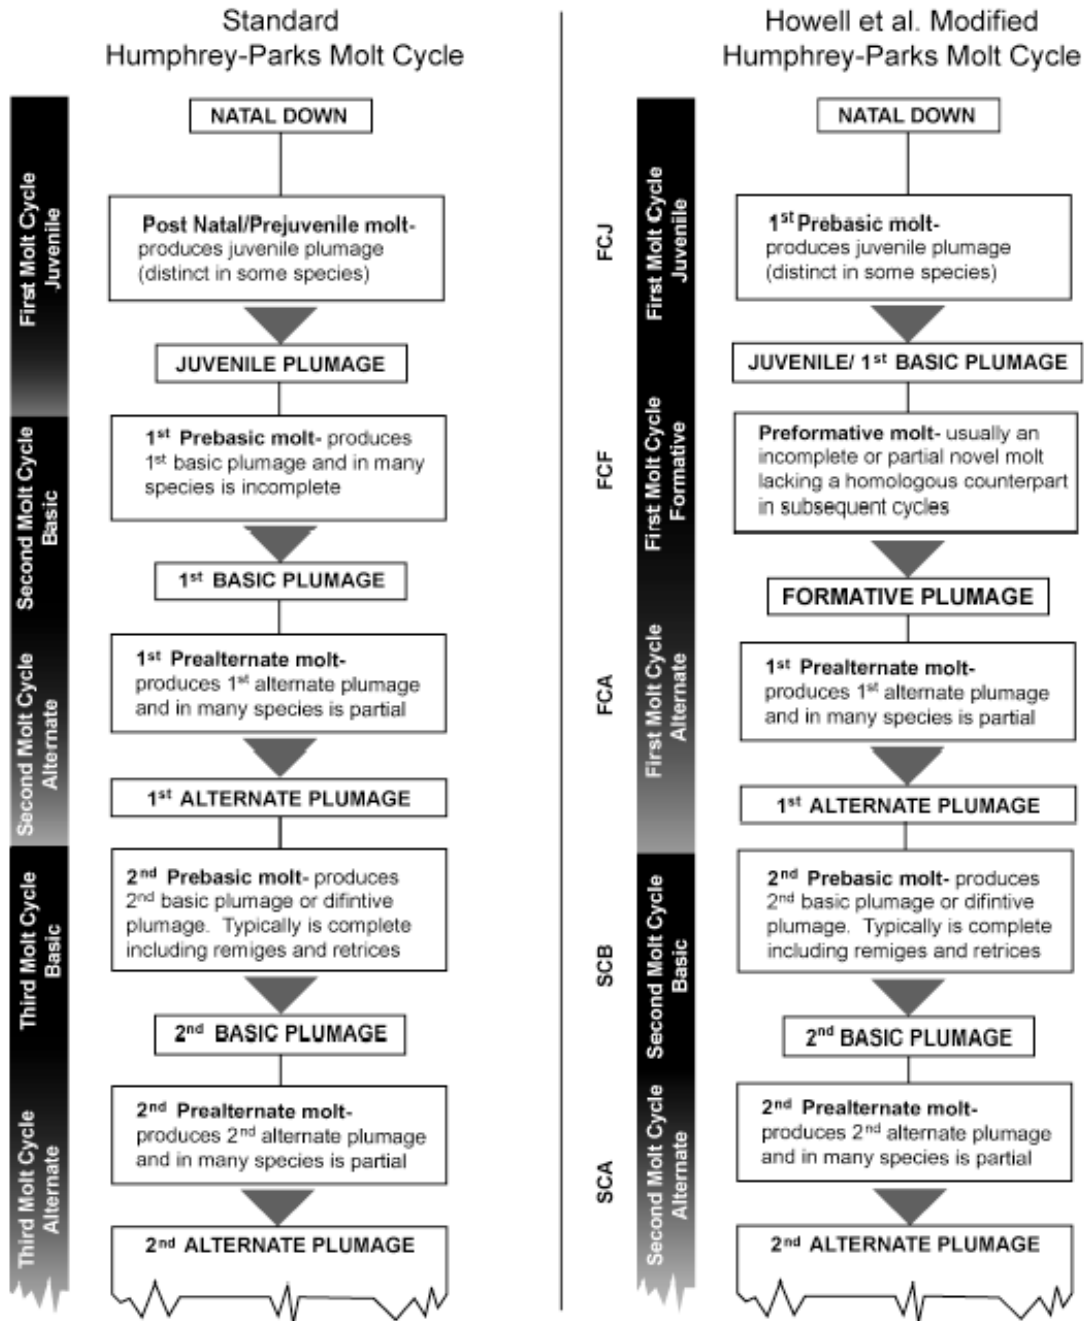 Standard
Humphrey-Parks Molt Cycle
First Molt Cycle
Juvenile
Second Molt Cycle
Basic
Second Molt Cycle
Alternate
Third Molt Cycle
Basic
Third Molt Cycle
Alternate
NATAL DOWN
Post Natal/Prejuvenile molt-
produces juvenile plumage
(distinct in some species)
JUVENILE PLUMAGE
1st Prebasic molt- produces
1st basic plumage and in many
species is incomplete
1st BASIC PLUMAGE
1st Prealternate molt-
produces 1st alternate plumage
and in many species is partial
1st ALTERNATE PLUMAGE
2nd Prebasic molt- produces
2nd basic plumage or difintive
plumage. Typically is complete
including remiges and retrices
2nd BASIC PLUMAGE
2nd Prealternate molt-
produces 2nd alternate plumage
and in many species is partial
2nd ALTERNATE PLUMAGE
Howell et al. Modified
Humphrey-Parks Molt Cycle
FCJ
FCF
FCA
SCB
SCA
First Molt Cycle
Juvenile
First Molt Cycle
Formative
First Molt Cycle
Alternate
Second Molt Cycle
Basic
Second Molt Cycle
Alternate
NATAL DOWN
1st Prebasic molt-
produces juvenile plumage
(distinct in some species)
JUVENILE/ 1st BASIC PLUMAGE
Preformative molt- usually an
incomplete or partial novel molt
lacking a homologous counterpart
in subsequent cycles
FORMATIVE PLUMAGE
1st Prealternate molt-
produces 1st alternate plumage
and in many species is partial
1st ALTERNATE PLUMAGE
2nd Prebasic molt- produces
2nd basic plumage or difintive
plumage. Typically is complete
including remiges and retrices
2nd BASIC PLUMAGE
2nd Prealternate molt-
produces 2nd alternate plumage
and in many species is partial
2nd ALTERNATE PLUMAGE